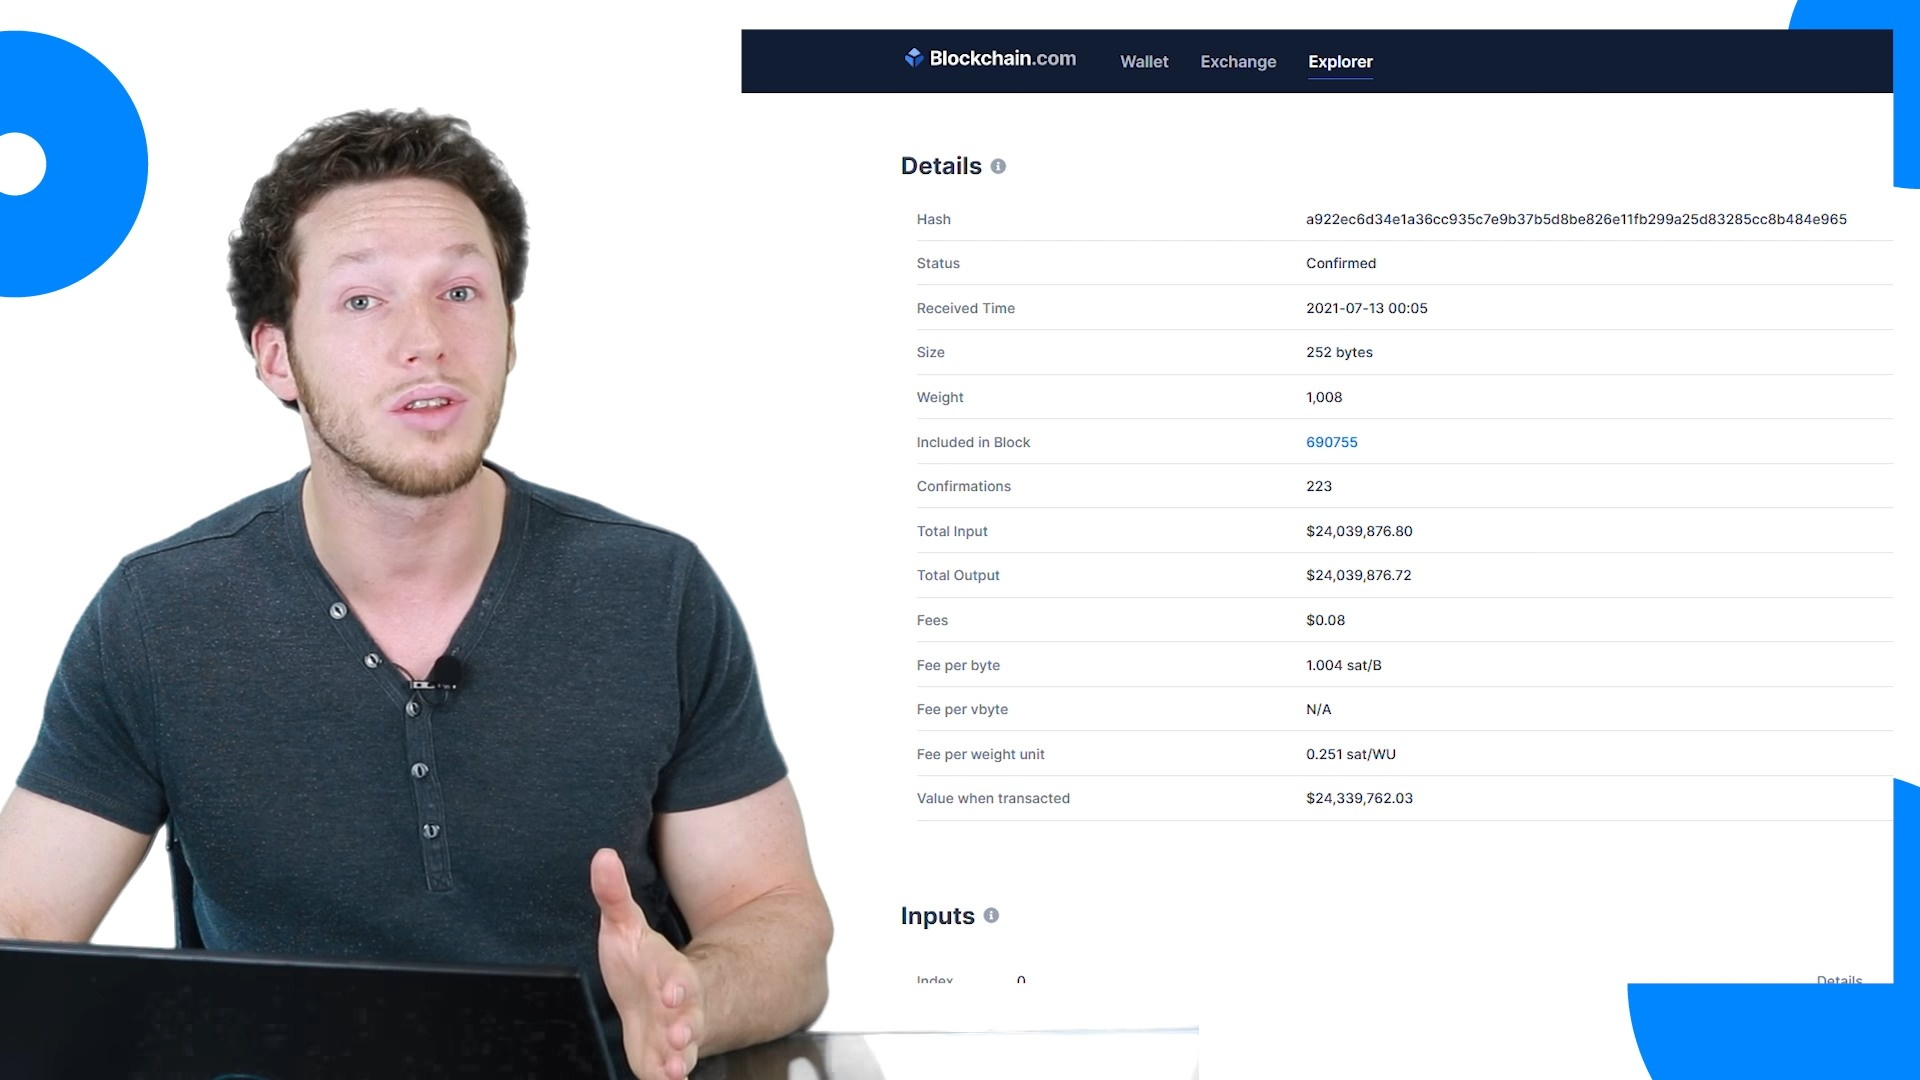 Blockchain.com Wallet Exchange Explorer
Details
Hash a922ec6d34e1a36cc935c7e9b37b5d8be826e11fb299a25d83285cc8b484e965
Status Confirmed
Received Time 2021-07-13 00:05
Size 252 bytes
Weight 1,008
Included in Block 690755
Confirmations 223
Total Input $24,039,876.80
Total Output $24,039,876.72
Fees $0.08
Fee per byte 1.004 sat/B
Fee per vbyte N/A
Fee per weight unit 0.251 sat/WU
Value when transacted $24,339,762.03
Inputs
Index 0 Details